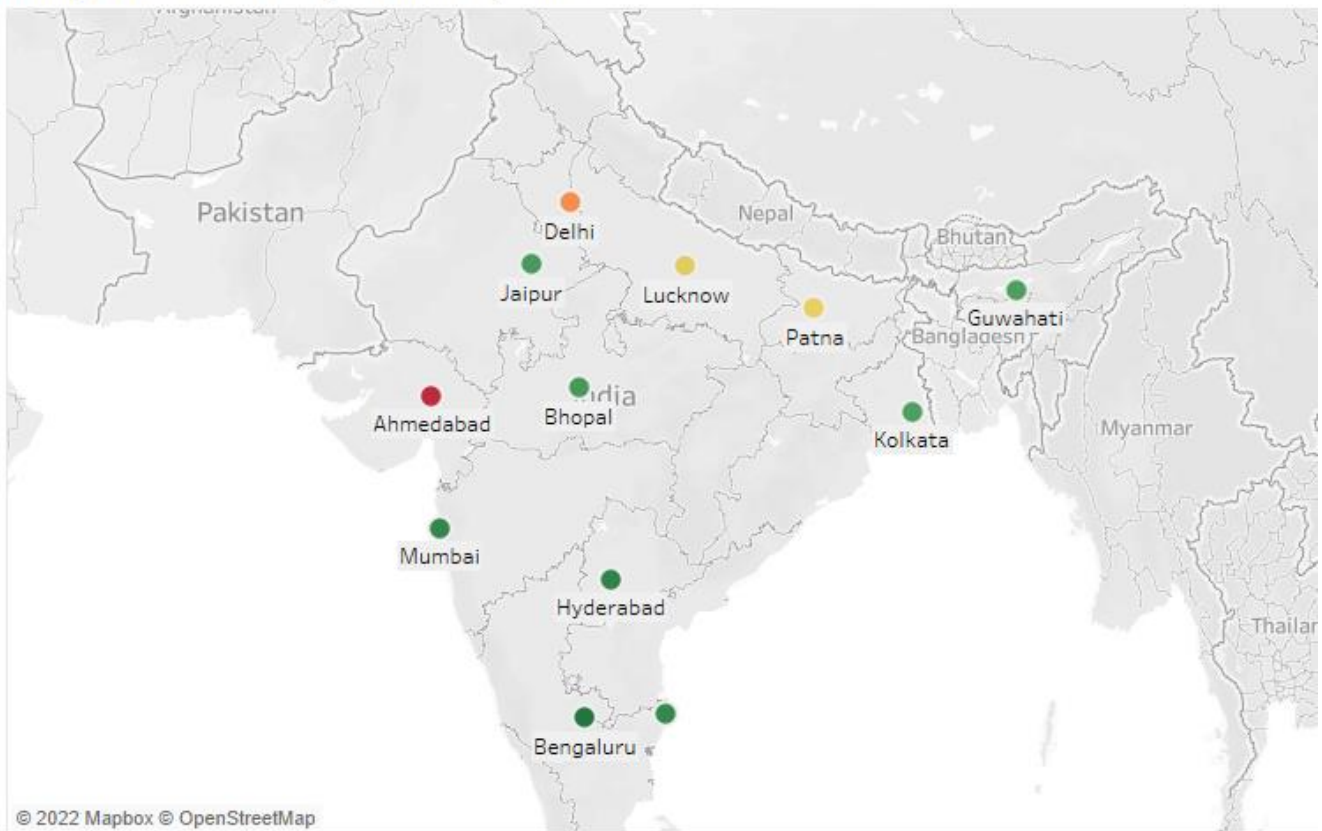 Pakistan
Nepal
Delhi
Bhutan
Jaipur
Lucknow
Guwahati
Patna
Ahmedabad
Bhopal
Kolkata
Myanmar
Mumbai
Hyderabad
Bengaluru
© 2022 Mapbox © OpenStreetMap